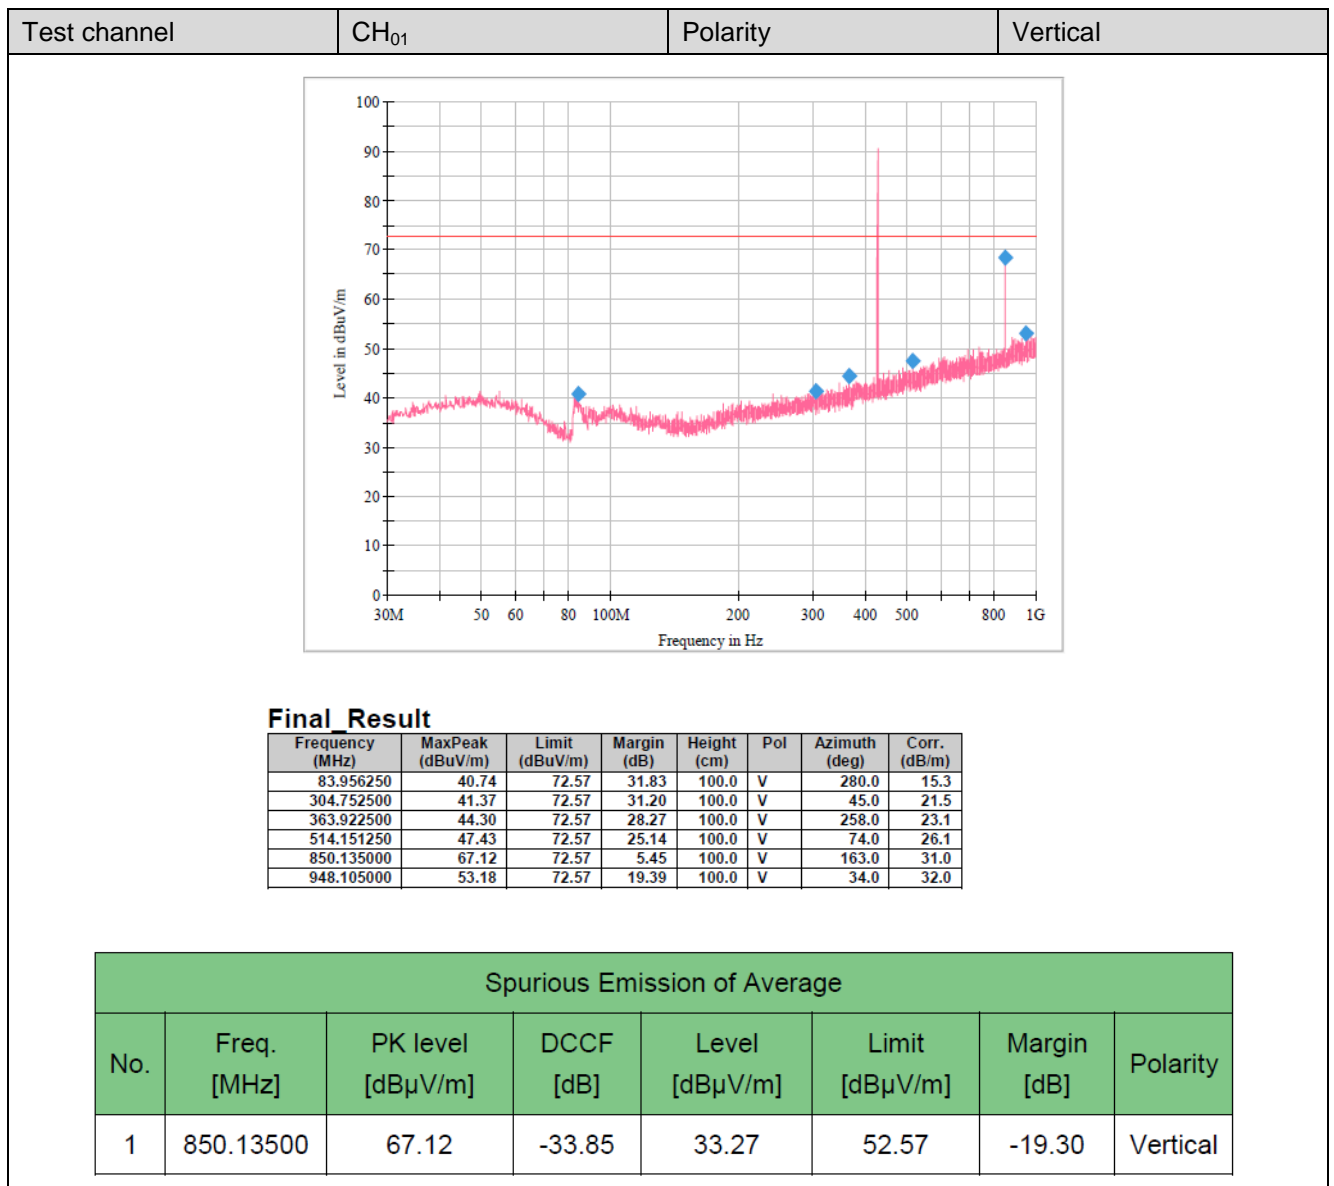 Test channel CH01 Polarity Vertical
100
90
80
70
60
50
40
30
20
10
0
Level in dBuV/m
30M 50 60 80 100M 200 300 400 500 800 1G
Frequency in Hz
Final_Result
Frequency (MHz) MaxPeak (dBuV/m) Limit (dBuV/m) Margin (dB) Height (cm) Pol Azimuth (deg) Corr. (dB/m)
83.956250 40.74 72.57 31.83 100.0 V 280.0 15.3
304.752500 41.37 72.57 31.20 100.0 V 45.0 21.5
363.922500 44.30 72.57 28.27 100.0 V 258.0 23.1
514.151250 47.43 72.57 25.14 100.0 V 74.0 26.1
850.135000 67.12 72.57 5.45 100.0 V 163.0 31.0
948.105000 53.18 72.57 19.39 100.0 V 34.0 32.0
Spurious Emission of Average
No. Freq. [MHz] PK level [dBµV/m] DCCF [dB] Level [dBµV/m] Limit [dBµV/m] Margin [dB] Polarity
1 850.13500 67.12 -33.85 33.27 52.57 -19.30 Vertical